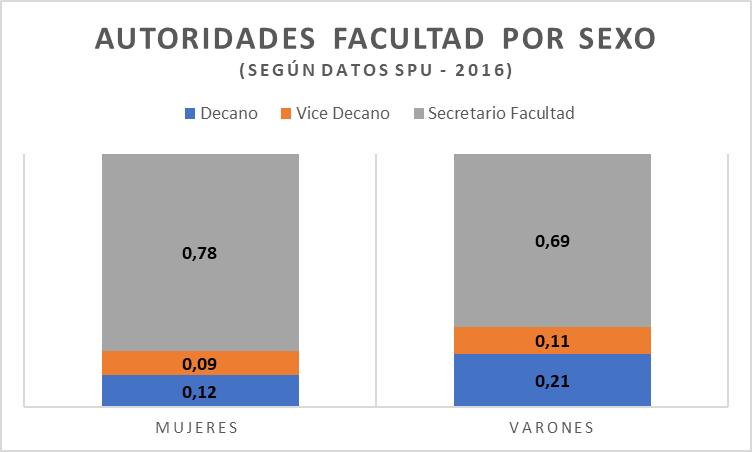 AUTORIDADES FACULTAD POR SEXO
(SEGÚN DATOS SPU - 2016)
Decano Vice Decano Secretario Facultad
0,78
0,09
0,12
0,69
0,11
0,21
MUJERES VARONES